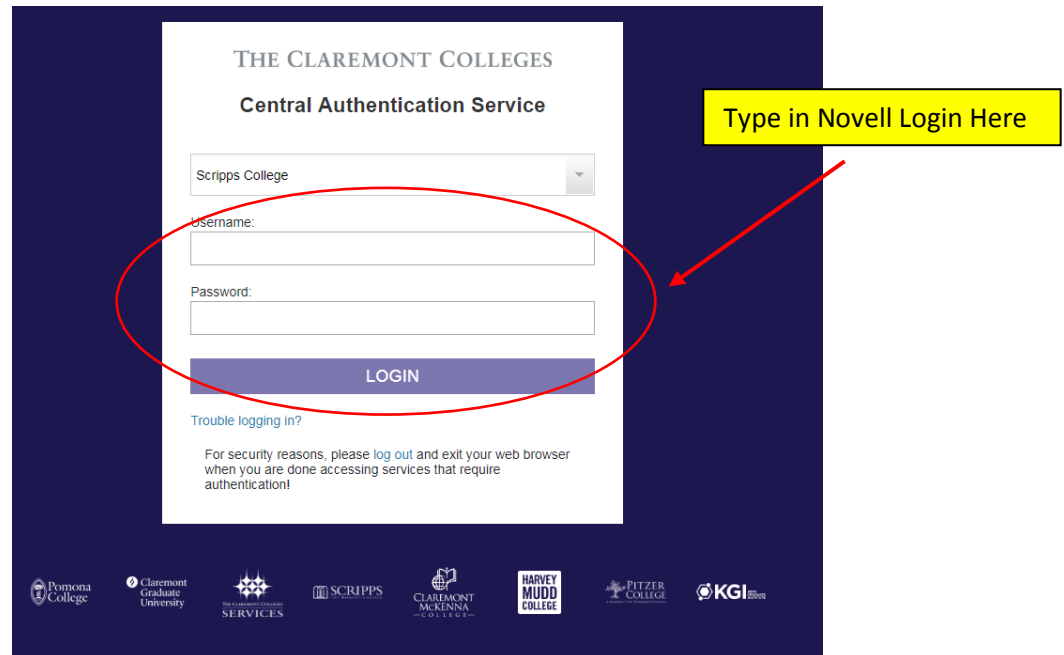 THE CLAREMONT COLLEGES
Central Authentication Service
Type in Novell Login Here
Scripps College
Username:
Password:
LOGIN
Trouble logging in?
For security reasons, please log out and exit your web browser
when you are done accessing services that require
authentication!
Pomona
College
Claremont
Graduate
University
THE CLAREMONT COLLEGES
SERVICES
SCRIPPS
CLAREMONT
MCKENNA
COLLEGE
HARVEY
MUDD
COLLEGE
PITZER
COLLEGE
KGI